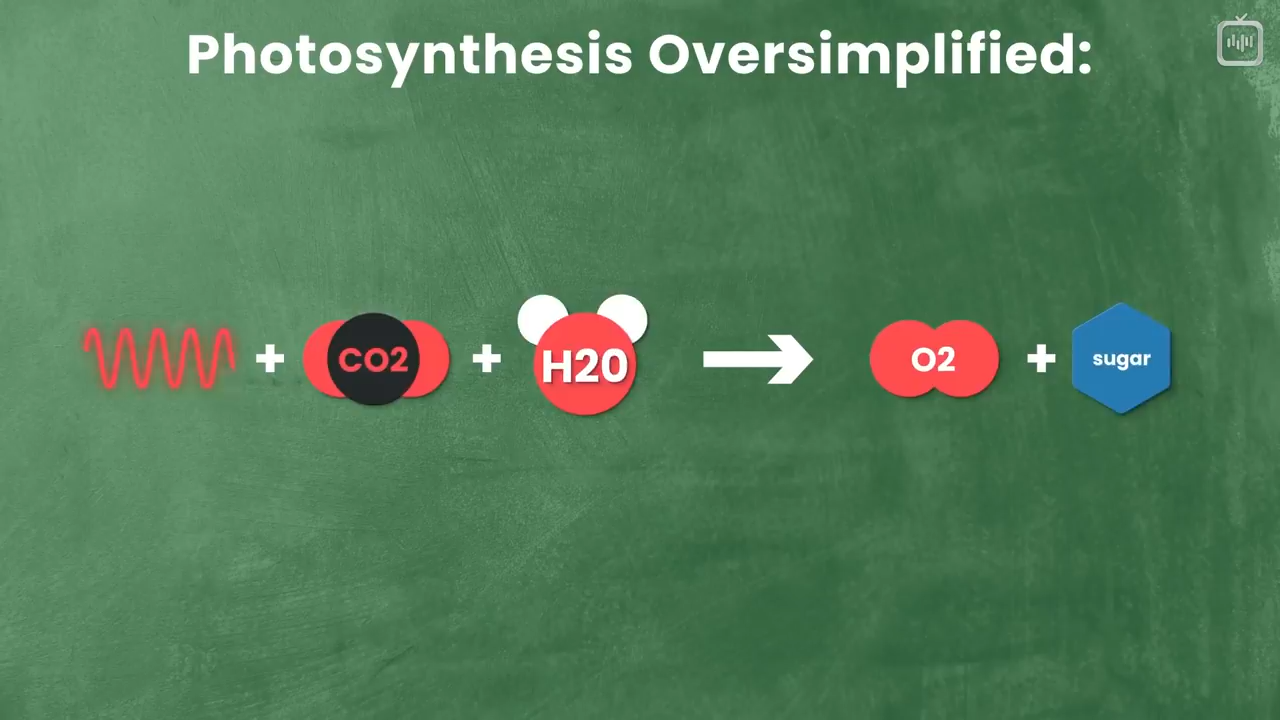 Photosynthesis Oversimplified:
+ CO2 + H20 → O2 + sugar